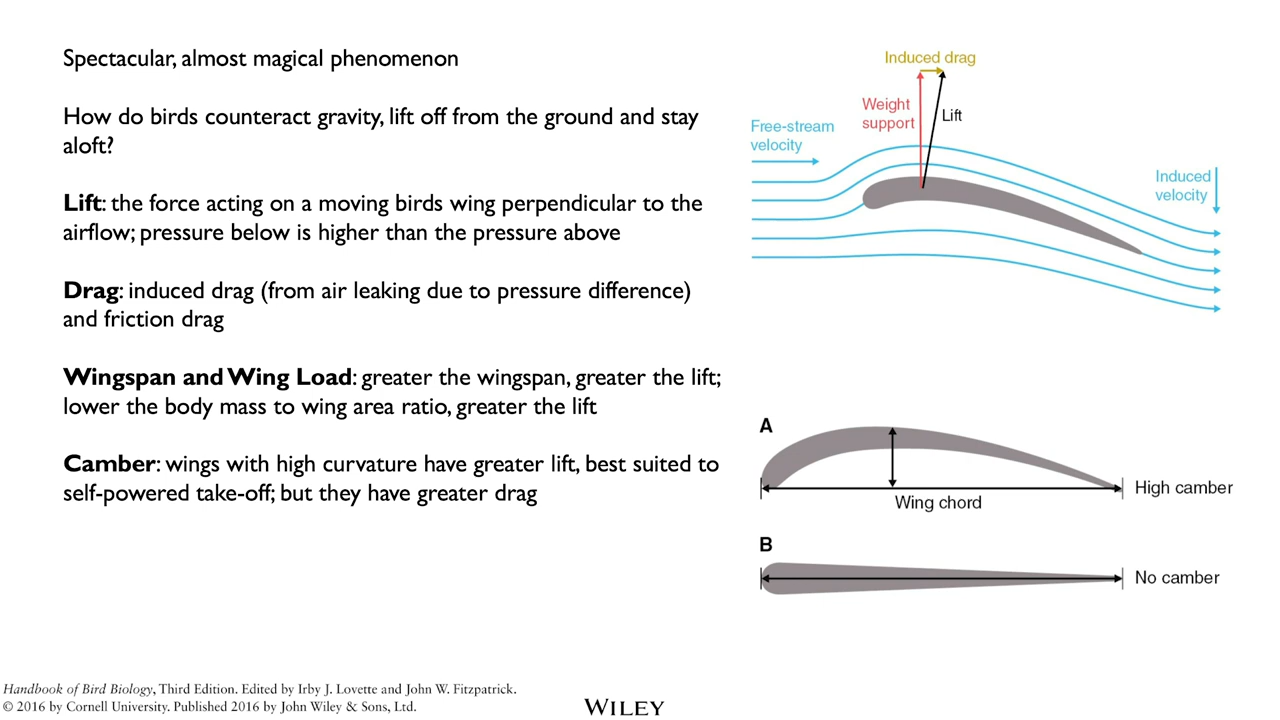 Spectacular, almost magical phenomenon
How do birds counteract gravity, lift off from the ground and stay
aloft?
Lift: the force acting on a moving birds wing perpendicular to the
airflow; pressure below is higher than the pressure above
Drag: induced drag (from air leaking due to pressure difference)
and friction drag
Wingspan and Wing Load: greater the wingspan, greater the lift;
lower the body mass to wing area ratio, greater the lift
Camber: wings with high curvature have greater lift, best suited to
self-powered take-off; but they have greater drag
Induced drag
Weight
support
Lift
Free-stream
velocity
Induced
velocity
A
Wing chord
High camber
B
No camber
Handbook of Bird Biology, Third Edition. Edited by Irby J. Lovette and John W. Fitzpatrick.
© 2016 by Cornell University. Published 2016 by John Wiley & Sons, Ltd.
WILEY